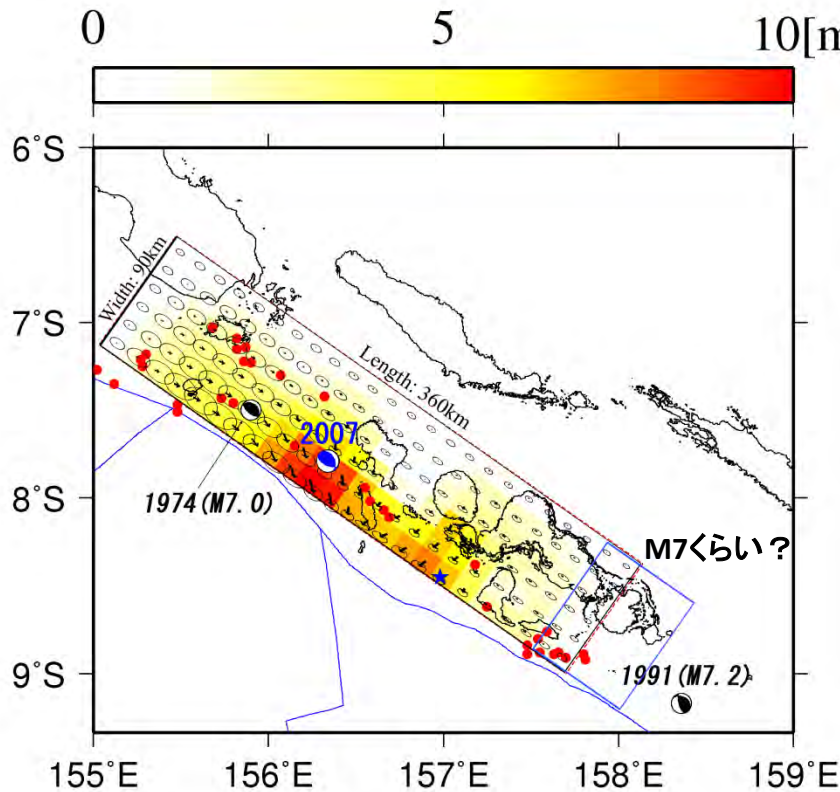 0 5 10[m
6°S
7°S
8°S
9°S
155°E 156°E 157°E 158°E 159°E
Width: 90km
Length: 360km
2007
1974(M7.0)
M7くらい？
1991(M7.2)